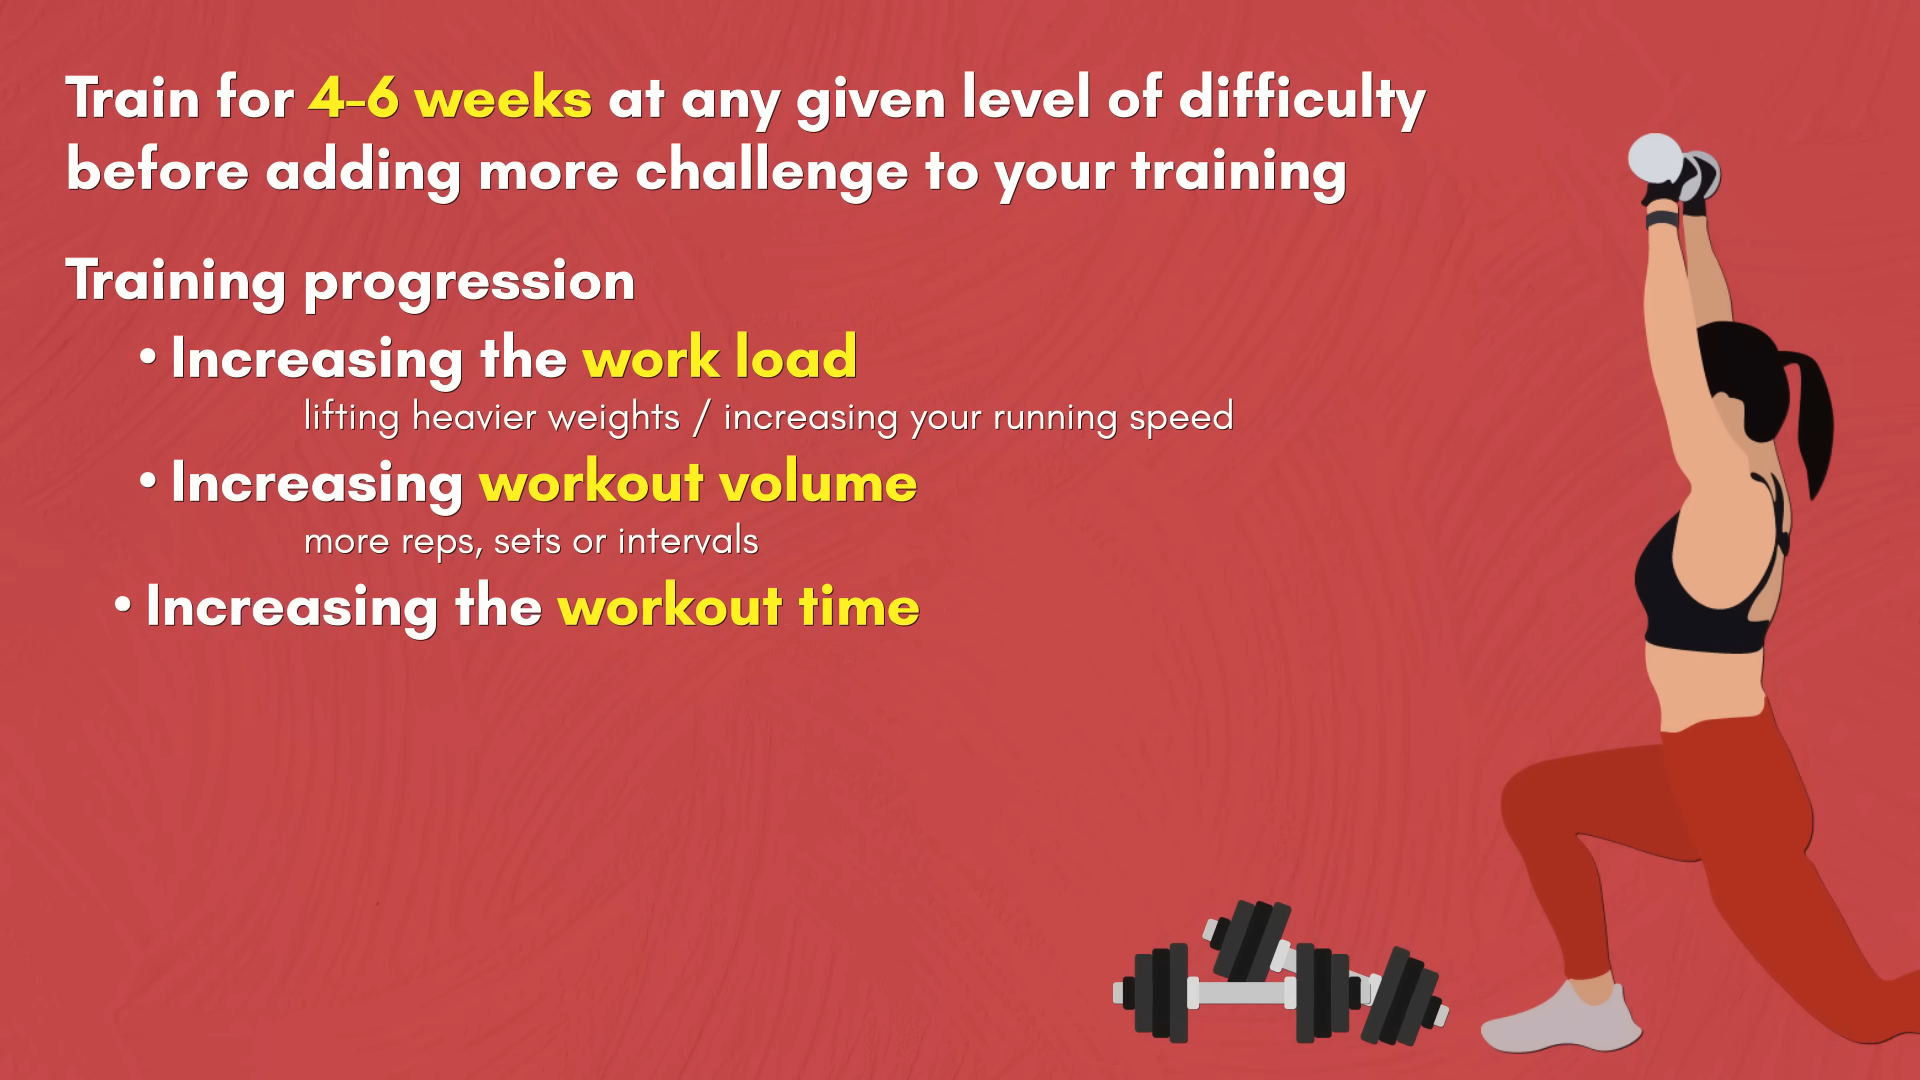 Train for 4-6 weeks at any given level of difficulty
before adding more challenge to your training
Training progression
• Increasing the work load
lifting heavier weights / increasing your running speed
• Increasing workout volume
more reps, sets or intervals
• Increasing the workout time